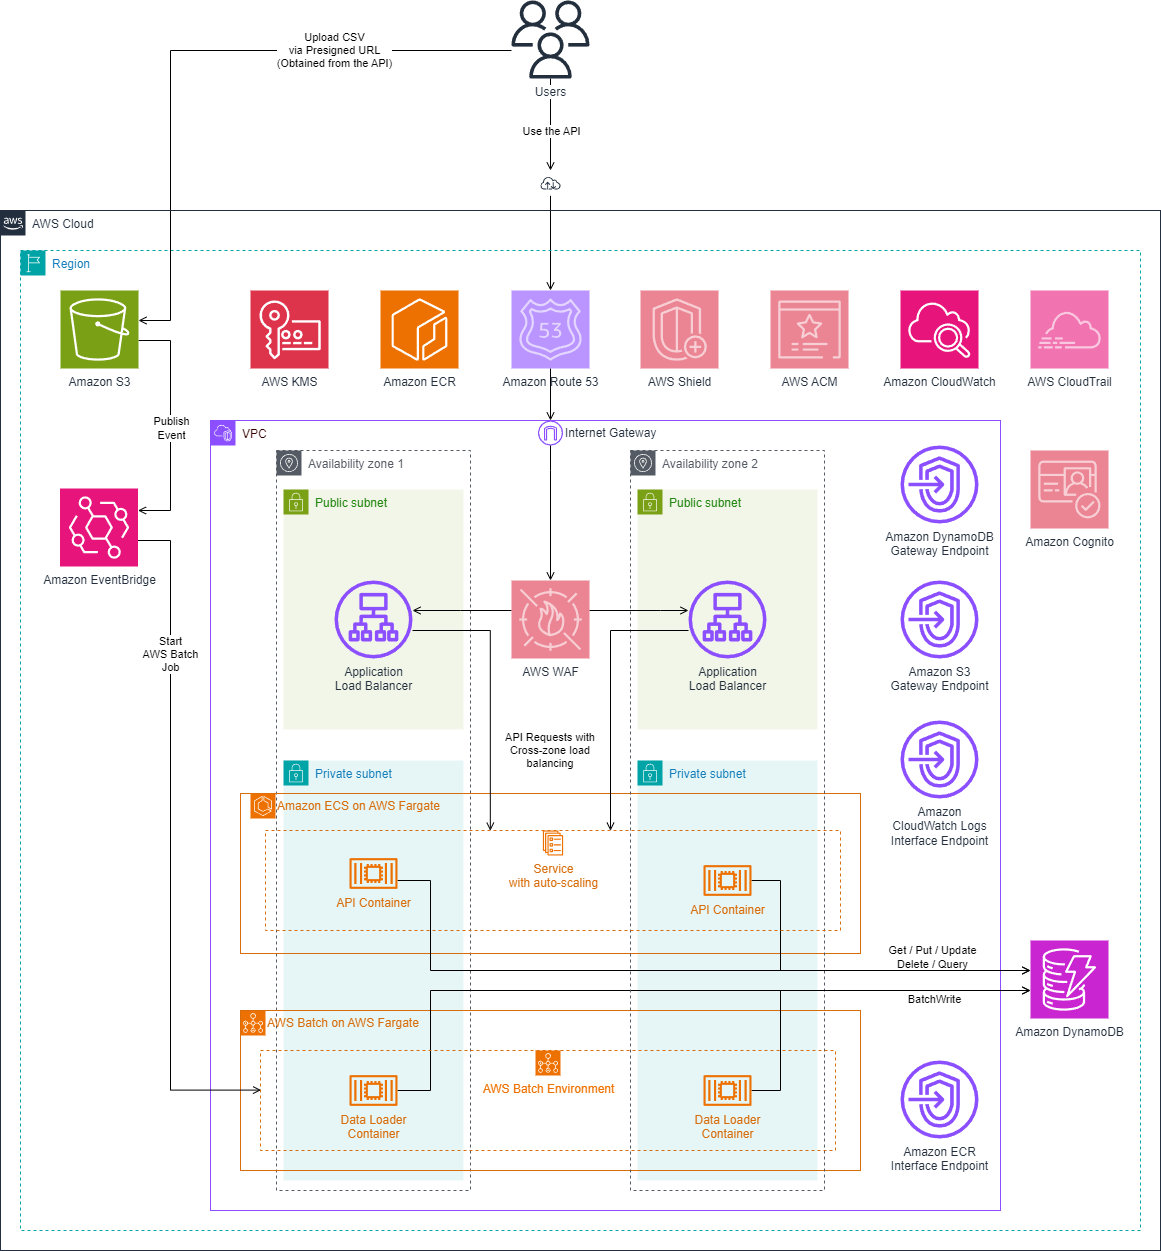 Upload CSV
via Presigned URL
(Obtained from the API)
Users
Use the API
aws
AWS Cloud
Region
53
Amazon S3
AWS KMS
Amazon ECR
Amazon Route 53
AWS Shield
AWS ACM
Amazon CloudWatch
AWS CloudTrail
Publish
Event
VPC
Internet Gateway
Availability zone 1
Availability zone 2
Public subnet
Public subnet
Amazon DynamoDB
Gateway Endpoint
Amazon Cognito
Amazon EventBridge
Start
AWS Batch
Job
Application
Load Balancer
AWS WAF
Application
Load Balancer
Amazon S3
Gateway Endpoint
API Requests with
Cross-zone load
balancing
Private subnet
Private subnet
Amazon ECS on AWS Fargate
Amazon
CloudWatch Logs
Interface Endpoint
Service
with auto-scaling
API Container
API Container
Get / Put / Update
Delete / Query
BatchWrite
Amazon DynamoDB
AWS Batch on AWS Fargate
AWS Batch Environment
Data Loader
Container
Data Loader
Container
Amazon ECR
Interface Endpoint